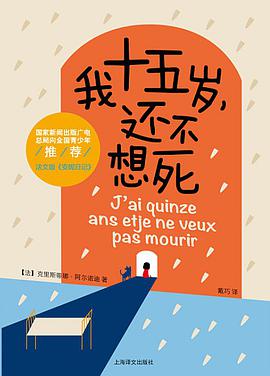 我十五岁，
还不
想死
国家新闻出版广电
总局向全国青少年
/推/荐/
法文版《安妮日记》
J'ai quinze
ans etje ne veux
pas mourir
【法】克里斯蒂娜·阿尔诺迪 著
戴巧 译
上海译文出版社